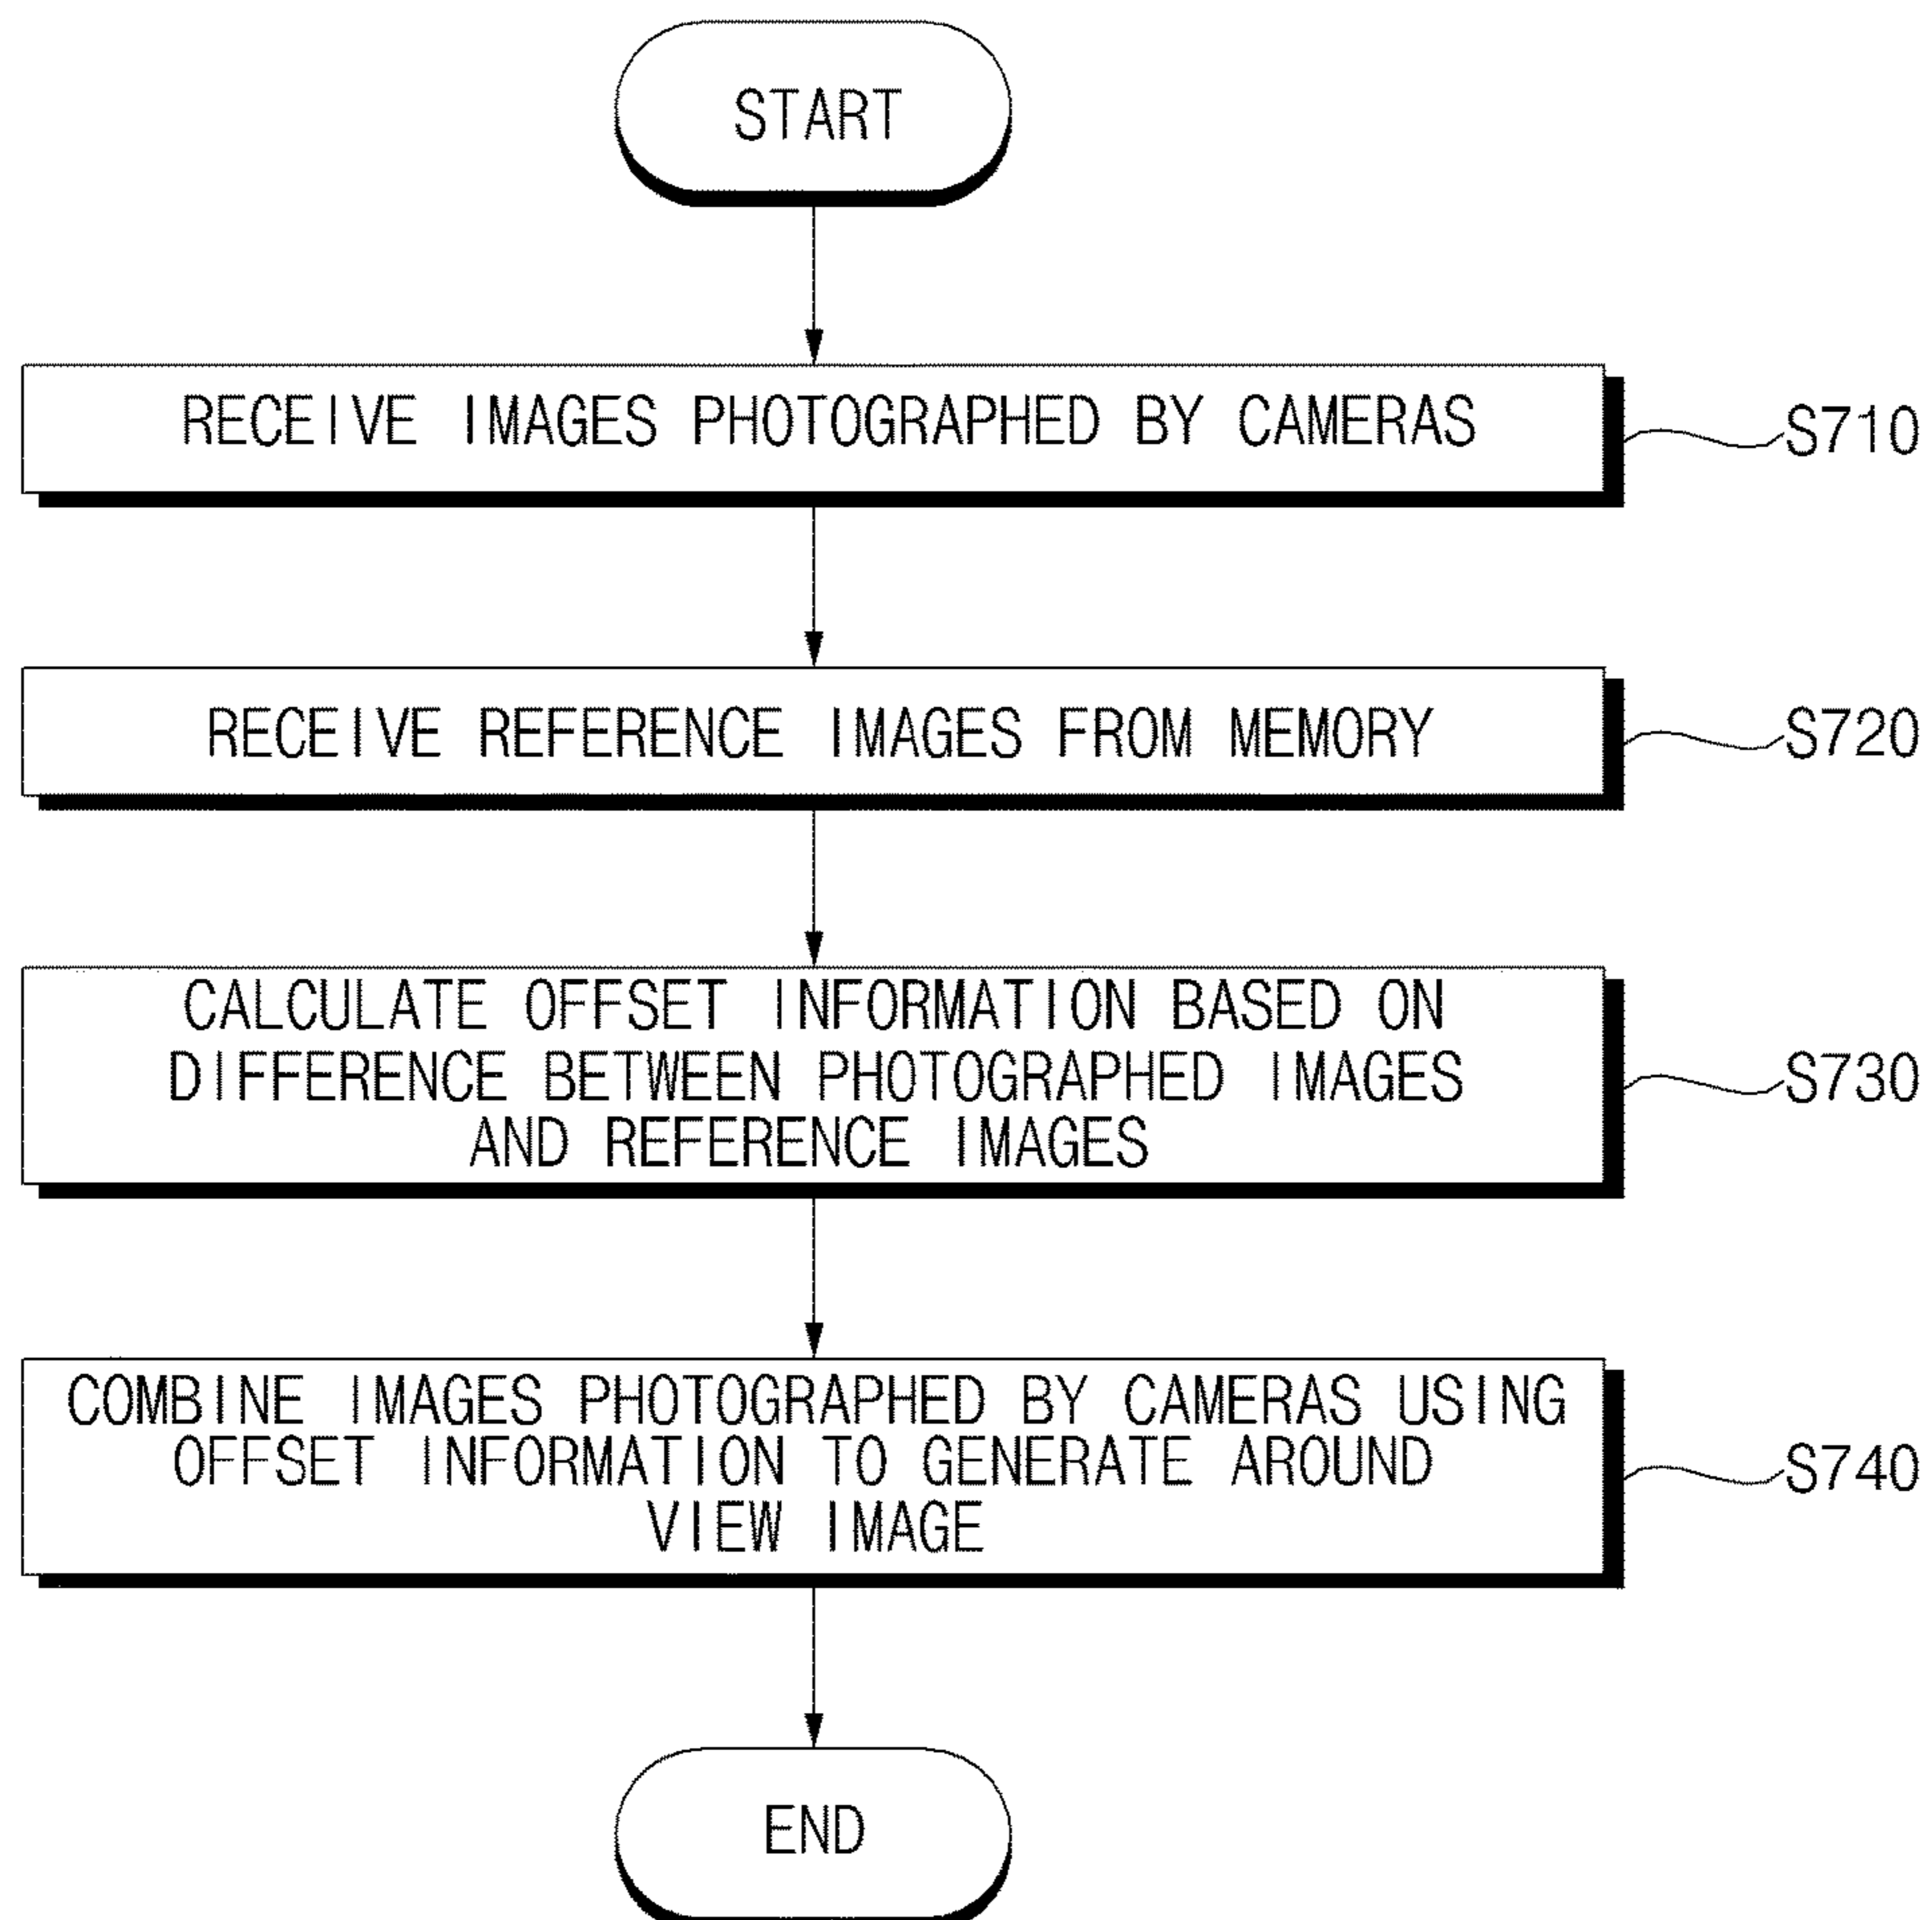 START
RECEIVE IMAGES PHOTOGRAPHED BY CAMERAS
S710
RECEIVE REFERENCE IMAGES FROM MEMORY
S720
CALCULATE OFFSET INFORMATION BASED ON
DIFFERENCE BETWEEN PHOTOGRAPHED IMAGES
AND REFERENCE IMAGES
S730
COMBINE IMAGES PHOTOGRAPHED BY CAMERAS USING
OFFSET INFORMATION TO GENERATE AROUND
VIEW IMAGE
S740
END